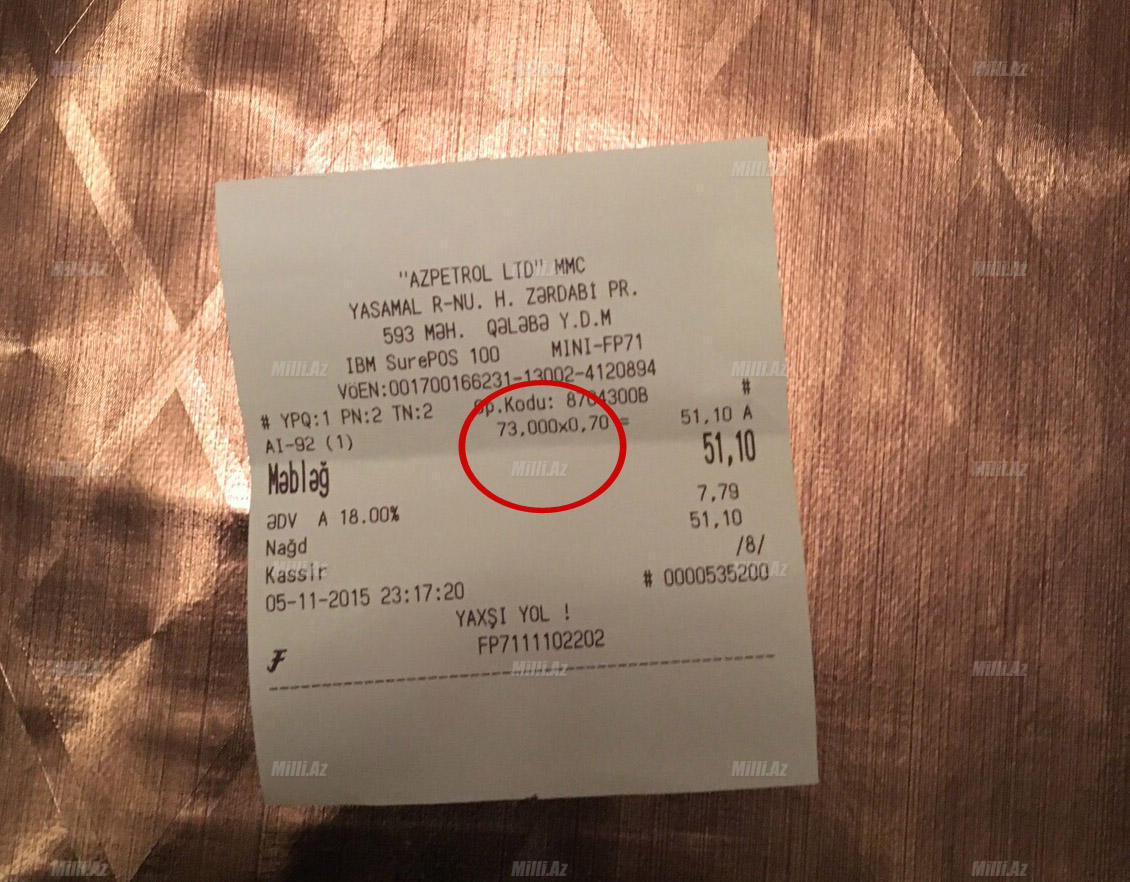 "AZPETROL LTD" MMC
YASAMAL R-NU. H. ZƏRDABİ PR.
593 MƏH. QƏLƏBƏ Y.D.M
IBM SurePOS 100 MINI-FP71
VÖEN:001700166231-13002-4120894
# YPQ:1 PN:2 TN:2 Op.Kodu: 8704300B #
AI-92 (1) 73,000x0,70 = 51,10 A
Məbləğ 51,10
ƏDV A 18.00% 7,79
Nağd 51,10
Kassir /8/
05-11-2015 23:17:20 # 0000535200
YAXŞI YOL !
FP7111102202
Milli.Az